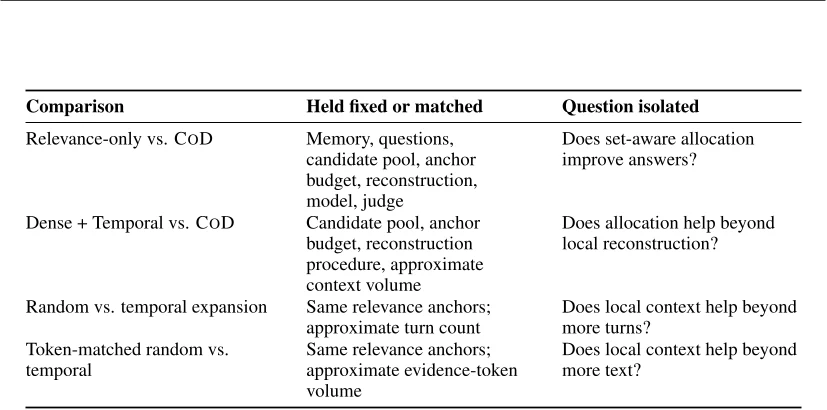 Comparison Held fixed or matched Question isolated
Relevance-only vs. COD Memory, questions, Does set-aware allocation
candidate pool, anchor improve answers?
budget, reconstruction,
model, judge
Dense + Temporal vs. COD Candidate pool, anchor Does allocation help beyond
budget, reconstruction local reconstruction?
procedure, approximate
context volume
Random vs. temporal expansion Same relevance anchors; Does local context help beyond
approximate turn count more turns?
Token-matched random vs. Same relevance anchors; Does local context help beyond
temporal approximate evidence-token more text?
volume